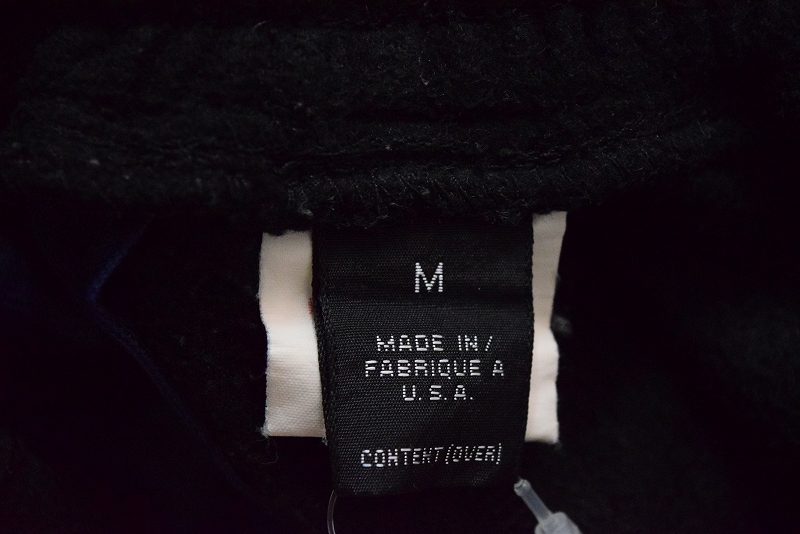 M
MADE IN/
FABRIQUE A
U.S.A.
CONTENT(OVER)